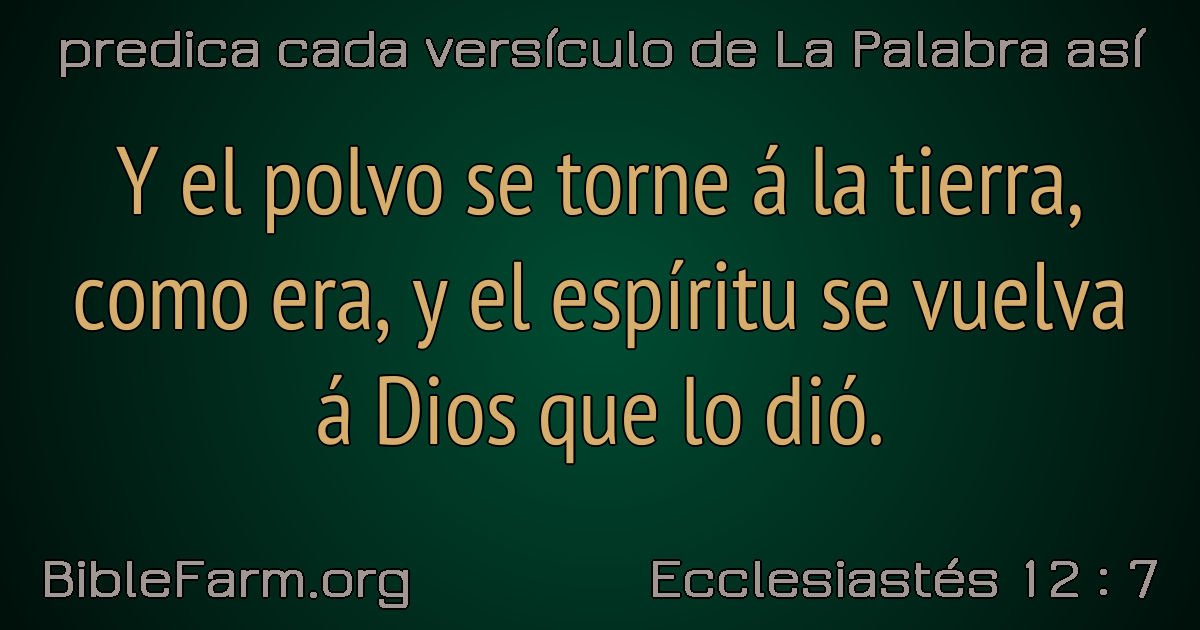 predica cada versículo de La Palabra así
Y el polvo se torne á la tierra,
como era, y el espíritu se vuelva
á Dios que lo dió.
BibleFarm.org
Ecclesiastés 12 : 7